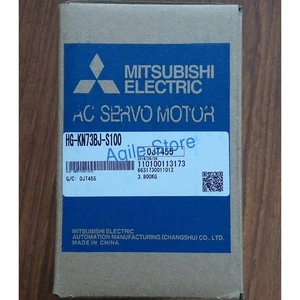 MITSUBISHI
ELECTRIC
AC SERVO MOTOR
HG-KN73BJ-S100
Agile Store
0JT455
110100113173
6631730011012
Q/C: 0JT455
3.800KG
MITSUBISHI ELECTRIC
AUTOMATION MANUFACTURING (CHANGSHU) CO., LTD.
MADE IN CHINA